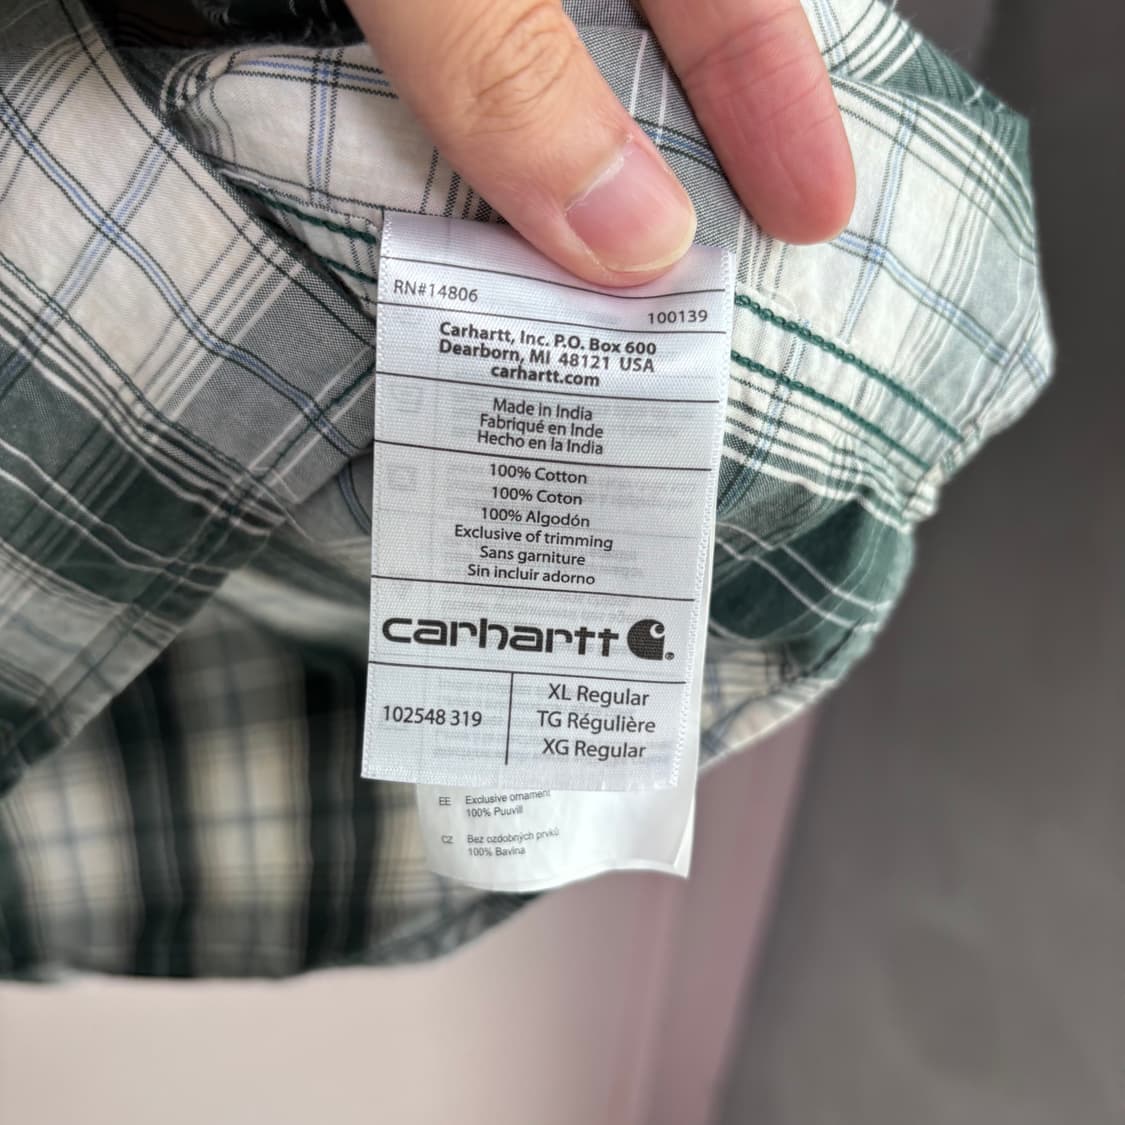 RN#14806
100139
Carhartt, Inc. P.O. Box 600
Dearborn, MI 48121 USA
carhartt.com
Made in India
Fabriqué en Inde
Hecho en la India
100% Cotton
100% Coton
100% Algodón
Exclusive of trimming
Sans garniture
Sin incluir adorno
carhartt
102548 319
XL Regular
TG Régulière
XG Regular
EE Exclusive ornament
100% Puuvill
CZ Bez ozdobných prvků
100% Bavlna